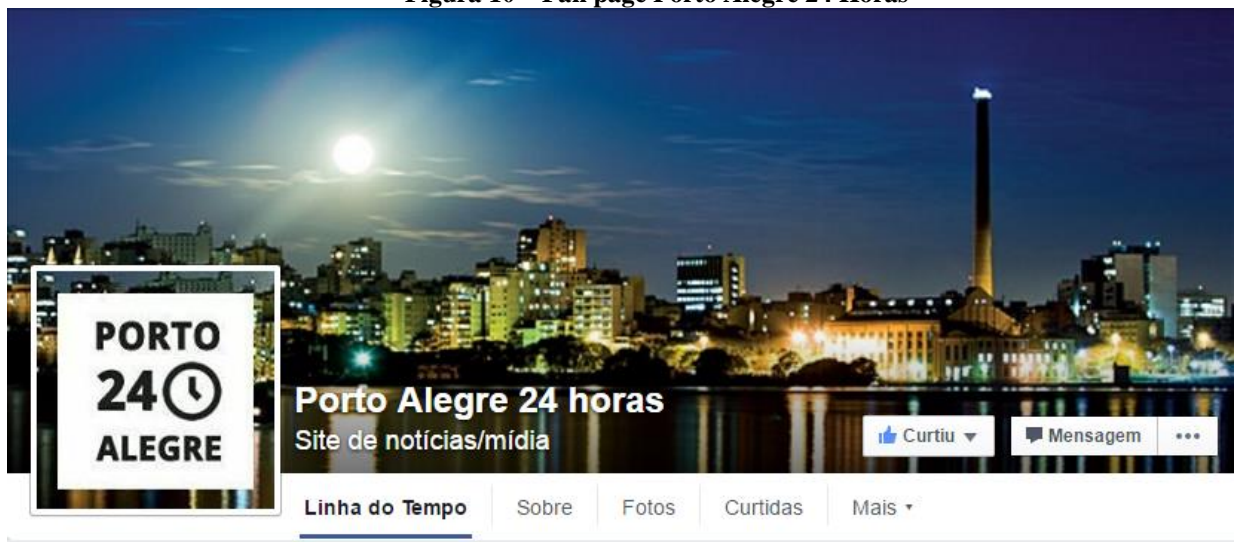 Figura 10 - Fan page Porto Alegre 24 Horas
PORTO
24
ALEGRE
Porto Alegre 24 horas
Site de notícias/mídia
Curtiu
Mensagem
Linha do Tempo
Sobre
Fotos
Curtidas
Mais